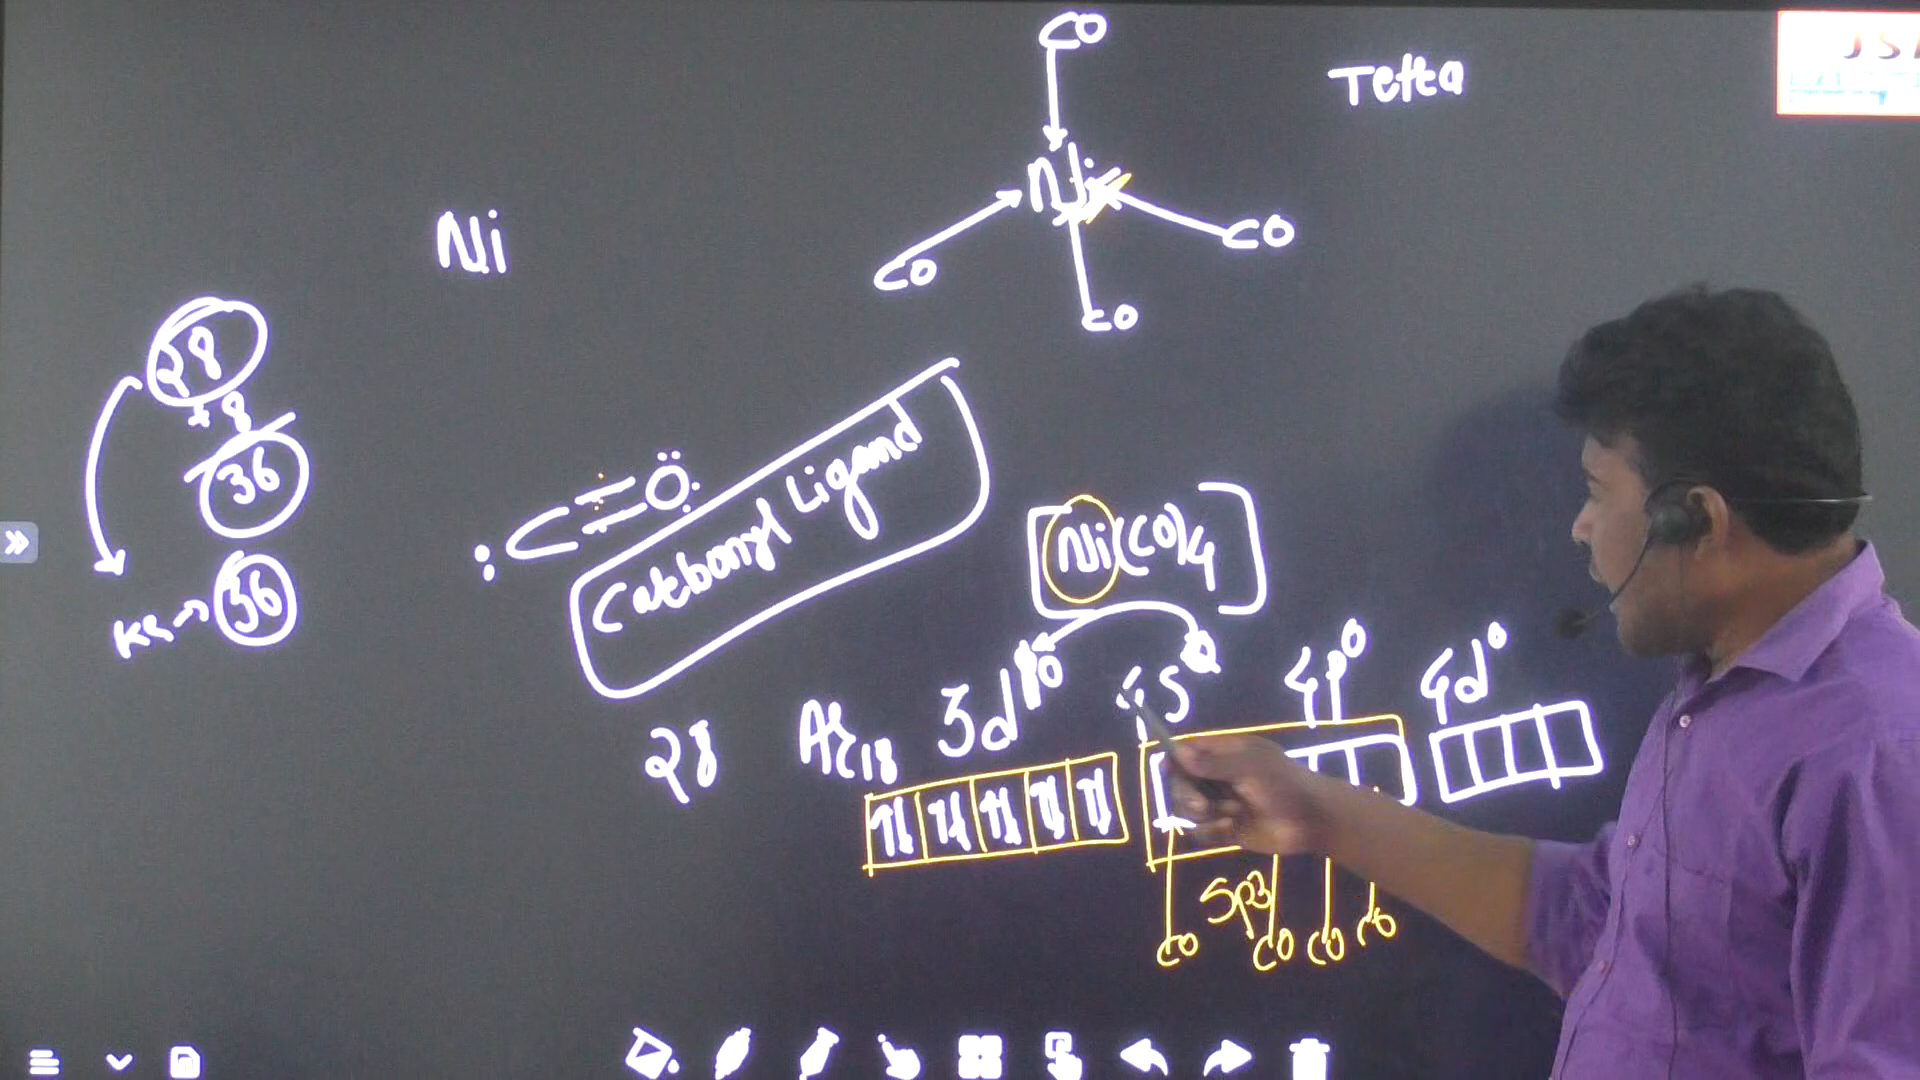 CO
Tetra
JS
Ni
Ni
CO
CO
CO
28
+8
36
Kr → 36
:C≡O:
Carbonyl Ligand
[Ni(CO)4]
28 Ar18 3d10 4s0 4p0 4d0
Sp3
CO CO CO CO